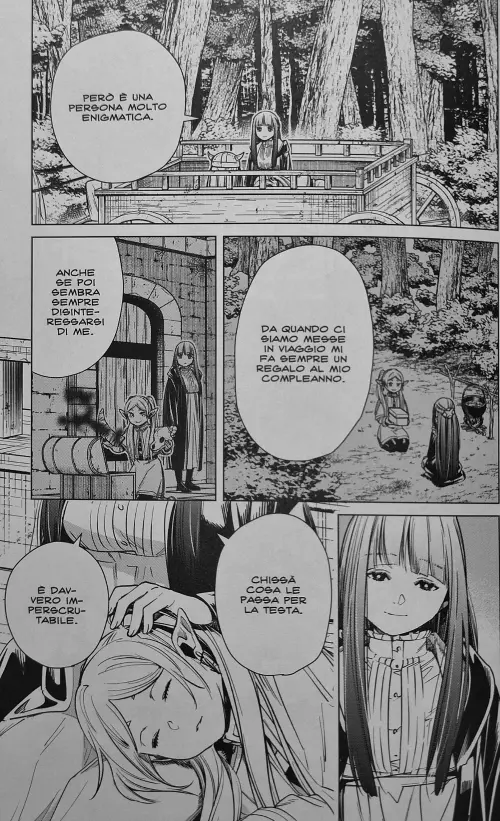 PERÒ È UNA
PERSONA MOLTO
ENIGMATICA.
DA QUANDO CI
SIAMO MESSE
IN VIAGGIO MI
FA SEMPRE UN
REGALO AL MIO
COMPLEANNO.
ANCHE
SE POI
SEMBRA
SEMPRE
DISINTE-
RESSARSI
DI ME.
CHISSÀ
COSA LE
PASSA PER
LA TESTA.
È DAV-
VERO IM-
PERSCRU-
TABILE.